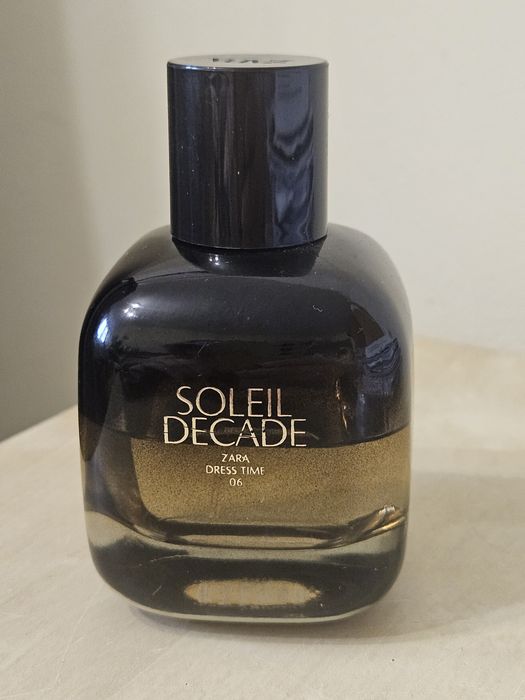 SOLEIL
DECADE
ZARA
DRESS TIME
06